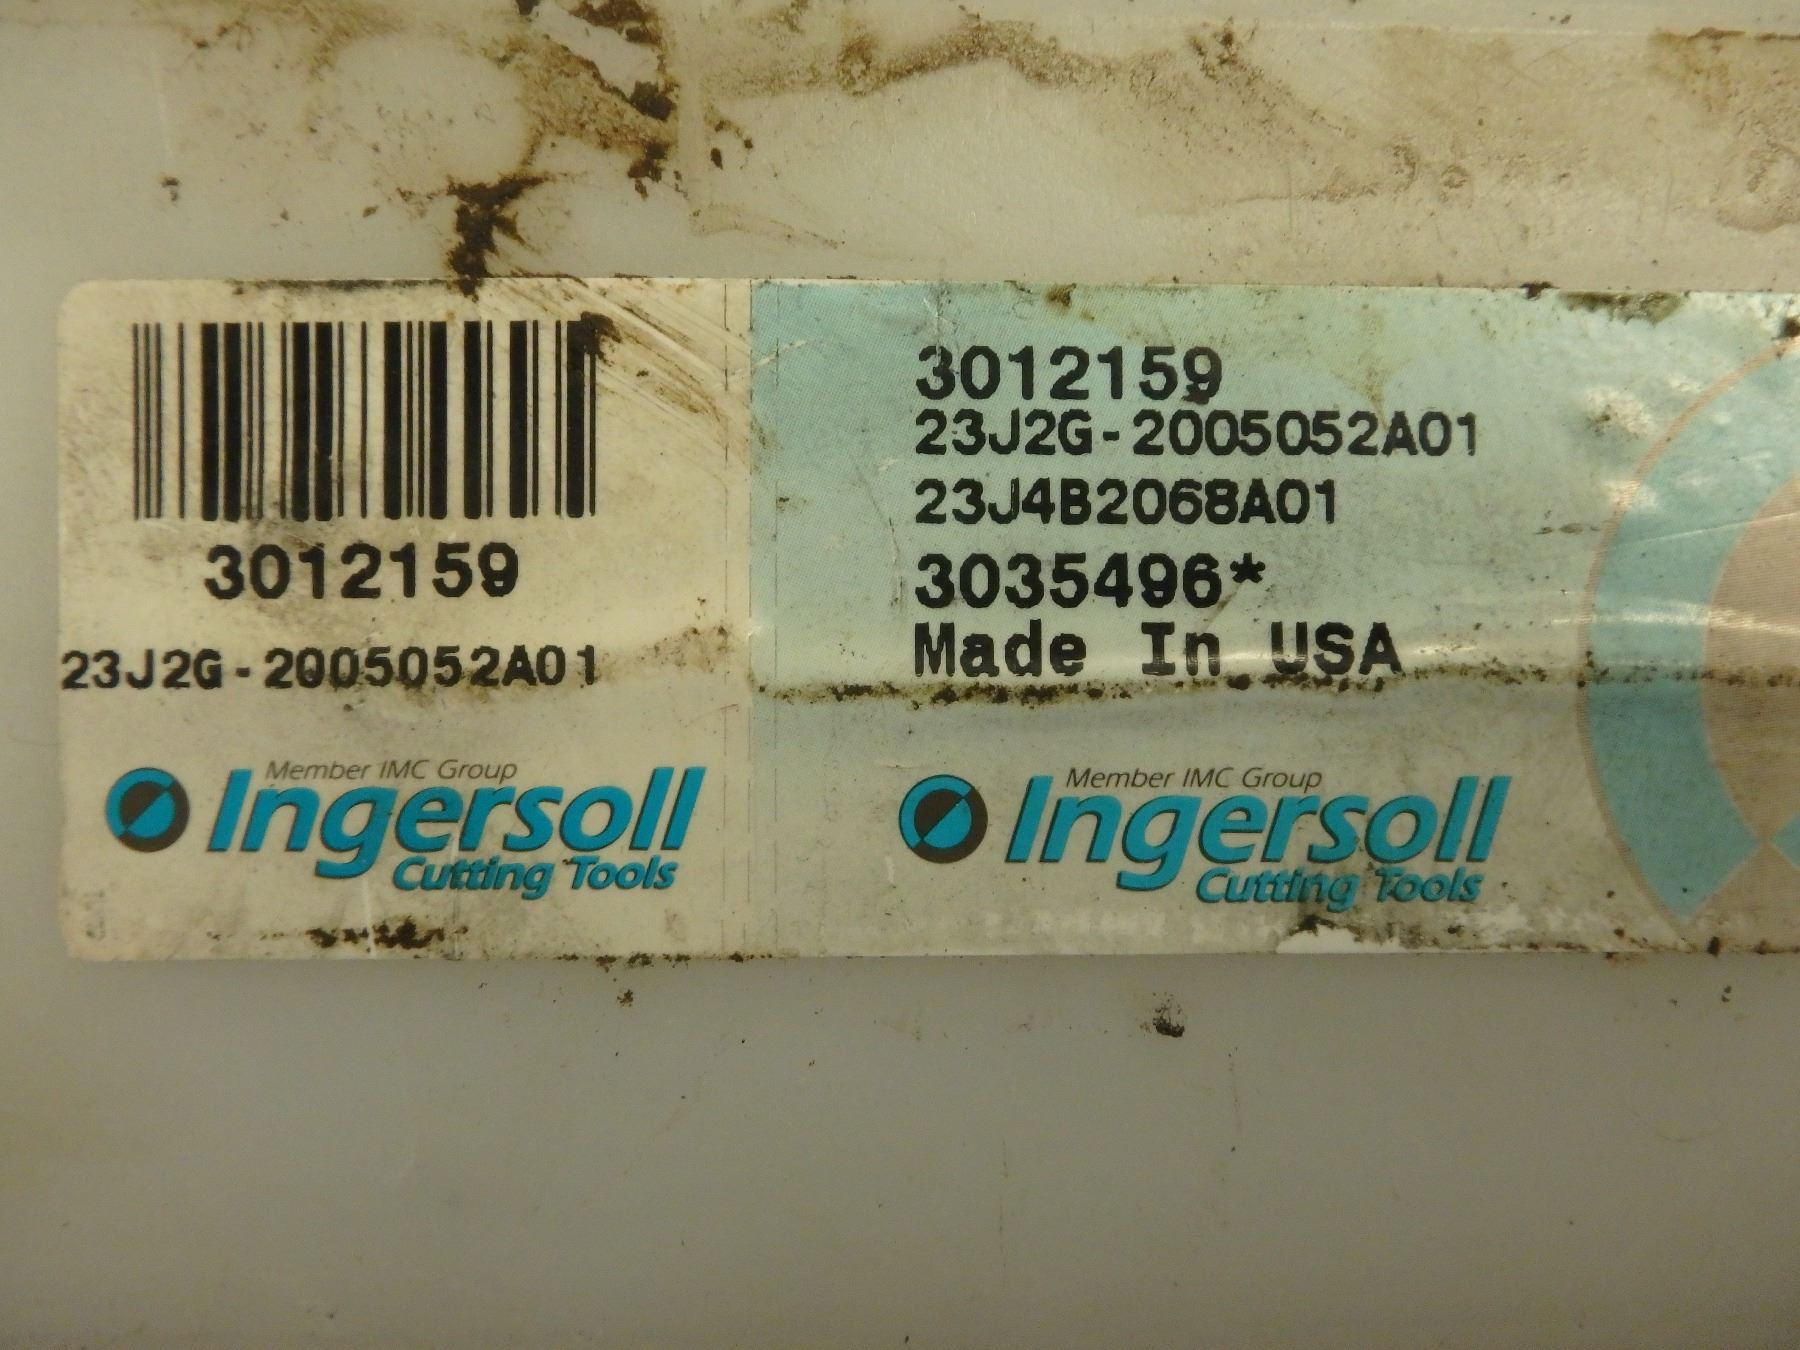 3012159
23J2G-2005052A01
Member IMC Group
Ingersoll
Cutting Tools
3012159
23J2G-2005052A01
23J4B2068A01
3035496*
Made In USA
Member IMC Group
Ingersoll
Cutting Tools